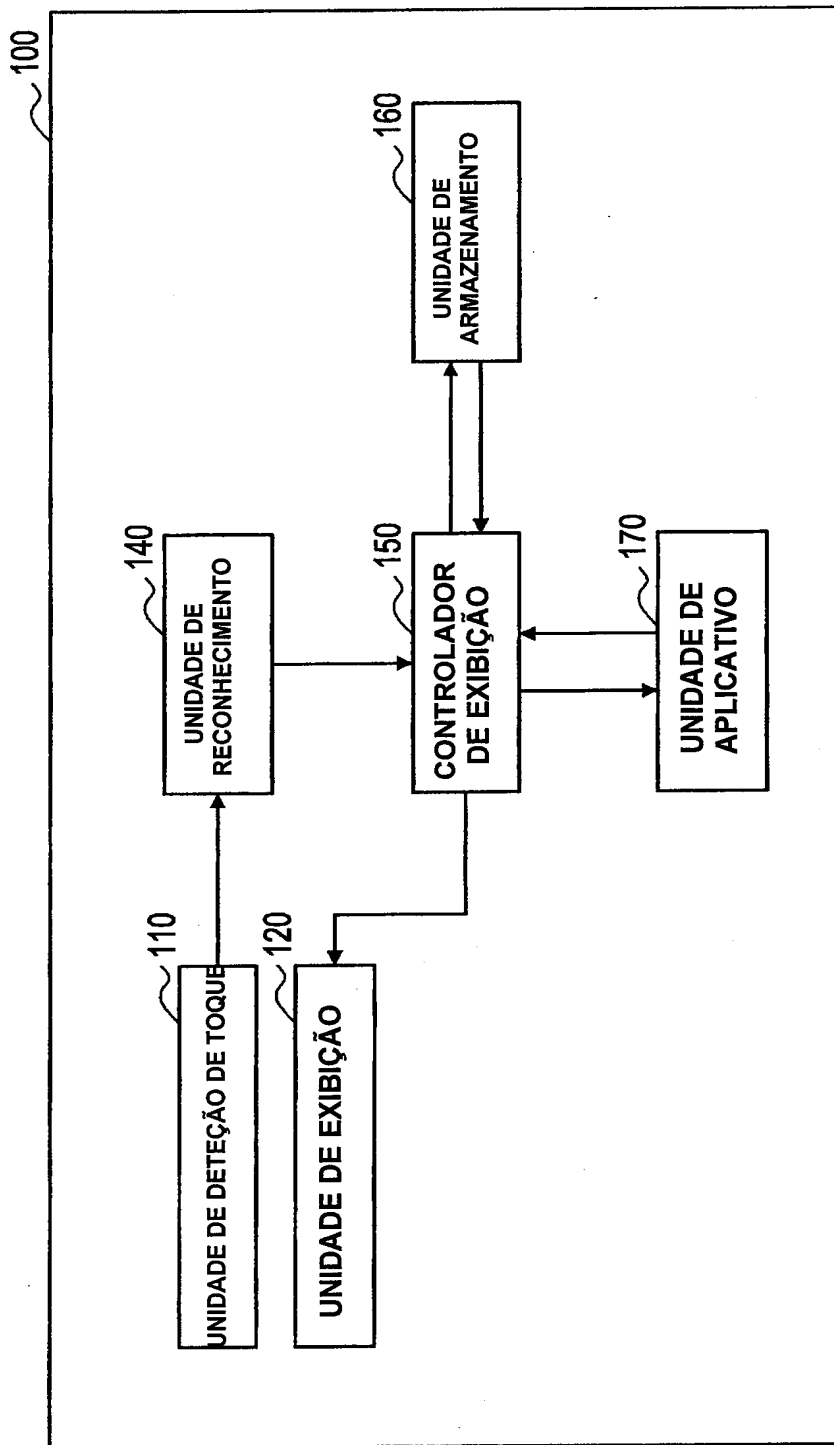 100
110
UNIDADE DE DETEÇÃO DE TOQUE
120
UNIDADE DE EXIBIÇÃO
140
UNIDADE DE
RECONHECIMENTO
150
CONTROLADOR
DE EXIBIÇÃO
160
UNIDADE DE
ARMAZENAMENTO
170
UNIDADE DE
APLICATIVO